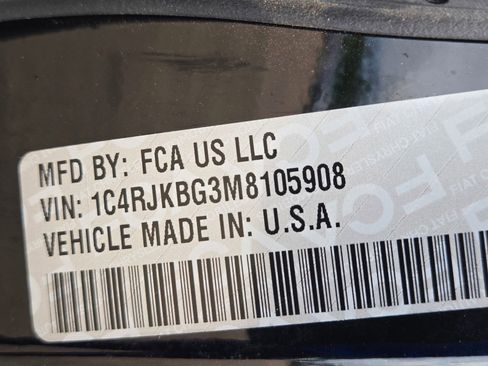 MFD BY: FCA US LLC
VIN: 1C4RJKBG3M8105908
VEHICLE MADE IN: U.S.A.